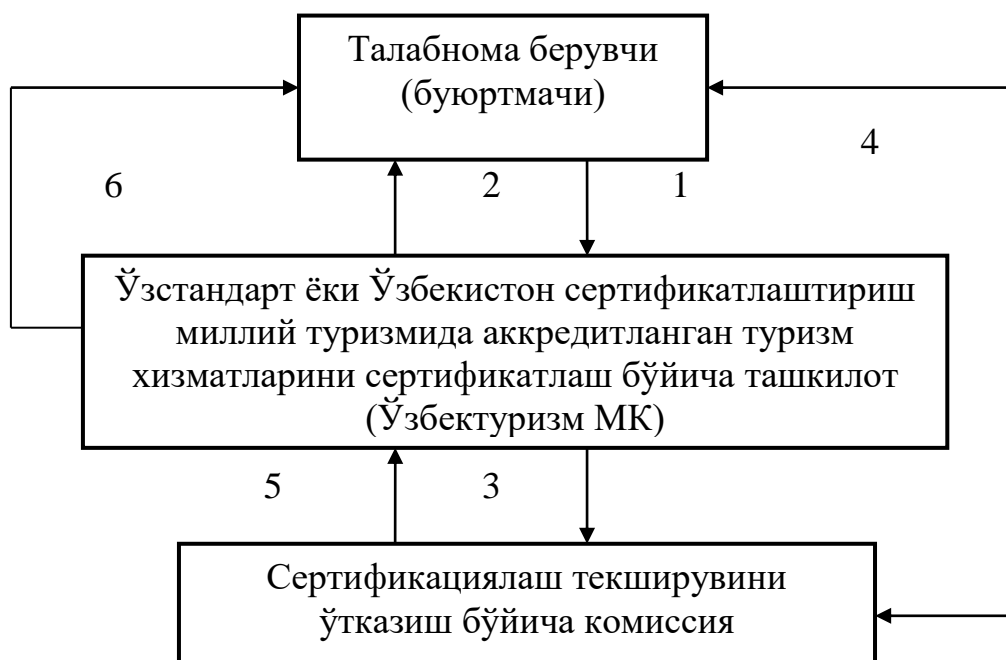 Талабнома берувчи
(буюртмачи)
4
6
2
1
Ўзстандарт ёки Ўзбекистон сертификатлаштириш
миллий туризмида аккредитланган туризм
хизматларини сертификатлаш бўйича ташкилот
(Ўзбектуризм МК)
5
3
Сертификациялаш текширувини
ўтказиш бўйича комиссия